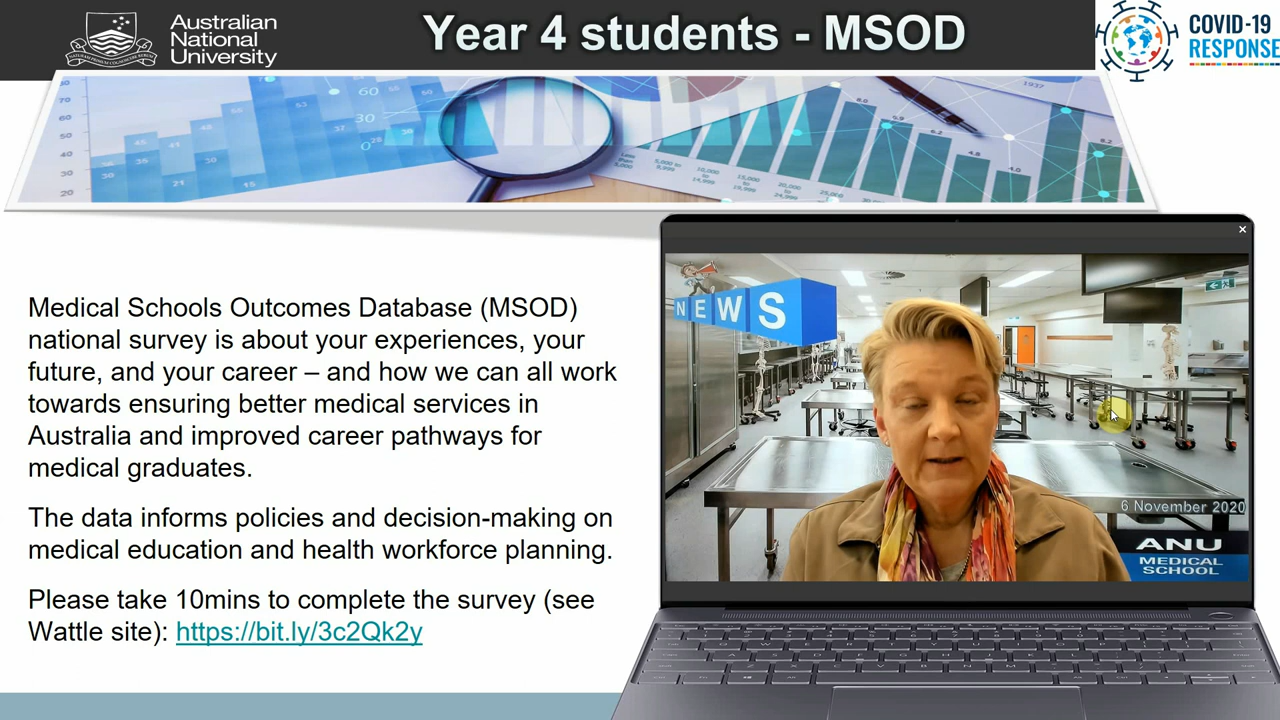 Australian
National
University
Year 4 students - MSOD
COVID-19
RESPONSE
Medical Schools Outcomes Database (MSOD)
national survey is about your experiences, your
future, and your career – and how we can all work
towards ensuring better medical services in
Australia and improved career pathways for
medical graduates.
The data informs policies and decision-making on
medical education and health workforce planning.
Please take 10mins to complete the survey (see
Wattle site): https://bit.ly/3c2Qk2y
NEWS
6 November 2020
ANU
MEDICAL
SCHOOL